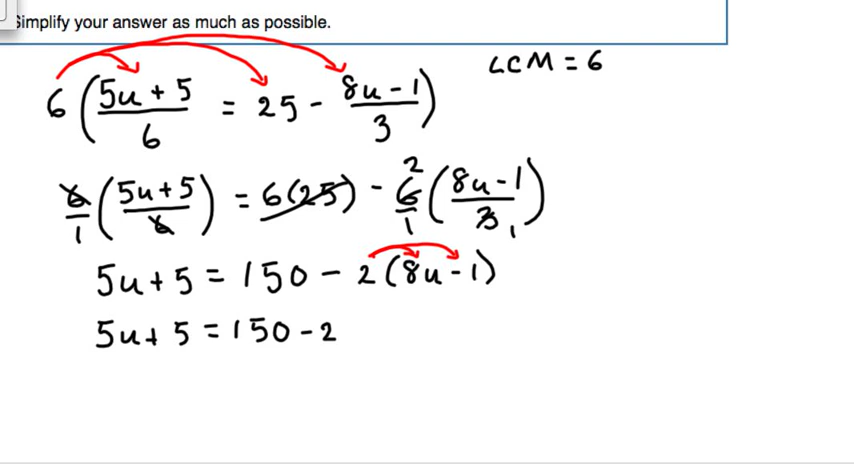 Simplify your answer as much as possible.
LCM = 6
6 ( (5u + 5)/6 = 25 - (8u - 1)/3 )
6/1 ( (5u + 5)/6 ) = 6(25) - 6/1 2 ( (8u - 1)/3 1 )
5u + 5 = 150 - 2 (8u - 1)
5u + 5 = 150 - 2